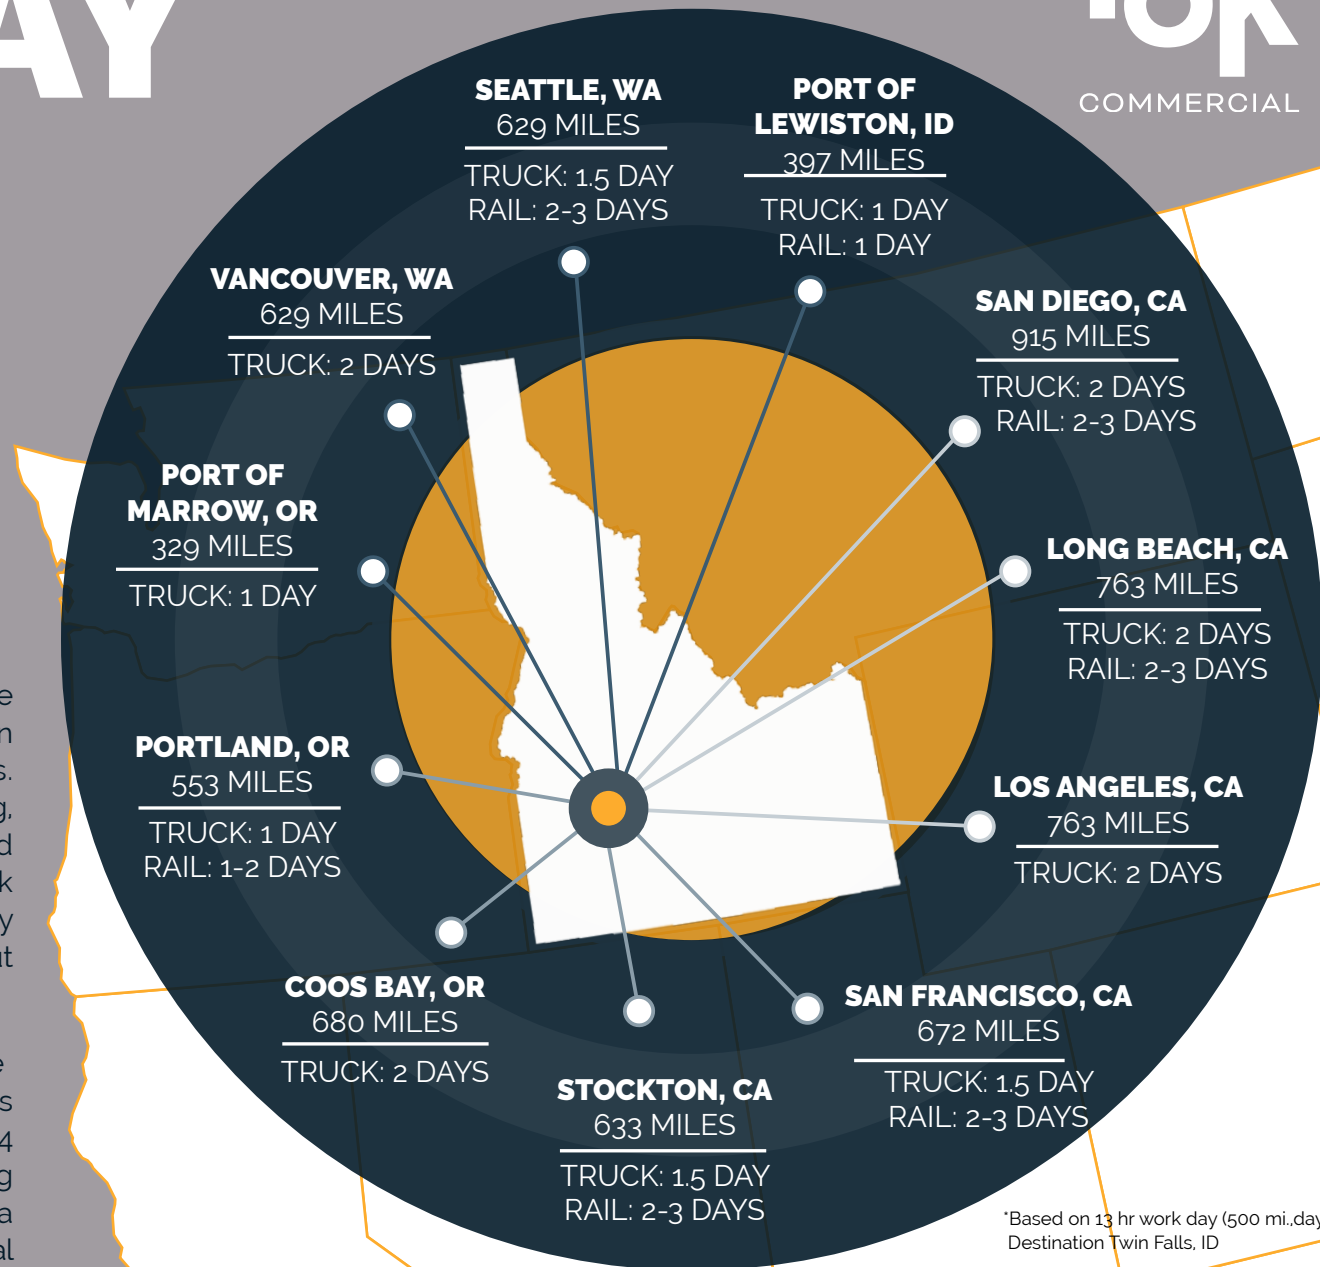 AY
COMMERCIAL
SEATTLE, WA
629 MILES
TRUCK: 1.5 DAY
RAIL: 2-3 DAYS
PORT OF
LEWISTON, ID
397 MILES
TRUCK: 1 DAY
RAIL: 1 DAY
VANCOUVER, WA
629 MILES
TRUCK: 2 DAYS
SAN DIEGO, CA
915 MILES
TRUCK: 2 DAYS
RAIL: 2-3 DAYS
PORT OF
MARROW, OR
329 MILES
TRUCK: 1 DAY
LONG BEACH, CA
763 MILES
TRUCK: 2 DAYS
RAIL: 2-3 DAYS
PORTLAND, OR
553 MILES
TRUCK: 1 DAY
RAIL: 1-2 DAYS
LOS ANGELES, CA
763 MILES
TRUCK: 2 DAYS
COOS BAY, OR
680 MILES
TRUCK: 2 DAYS
SAN FRANCISCO, CA
672 MILES
TRUCK: 1.5 DAY
RAIL: 2-3 DAYS
STOCKTON, CA
633 MILES
TRUCK: 1.5 DAY
RAIL: 2-3 DAYS
*Based on 13 hr work day (500 mi.,day
Destination Twin Falls, ID